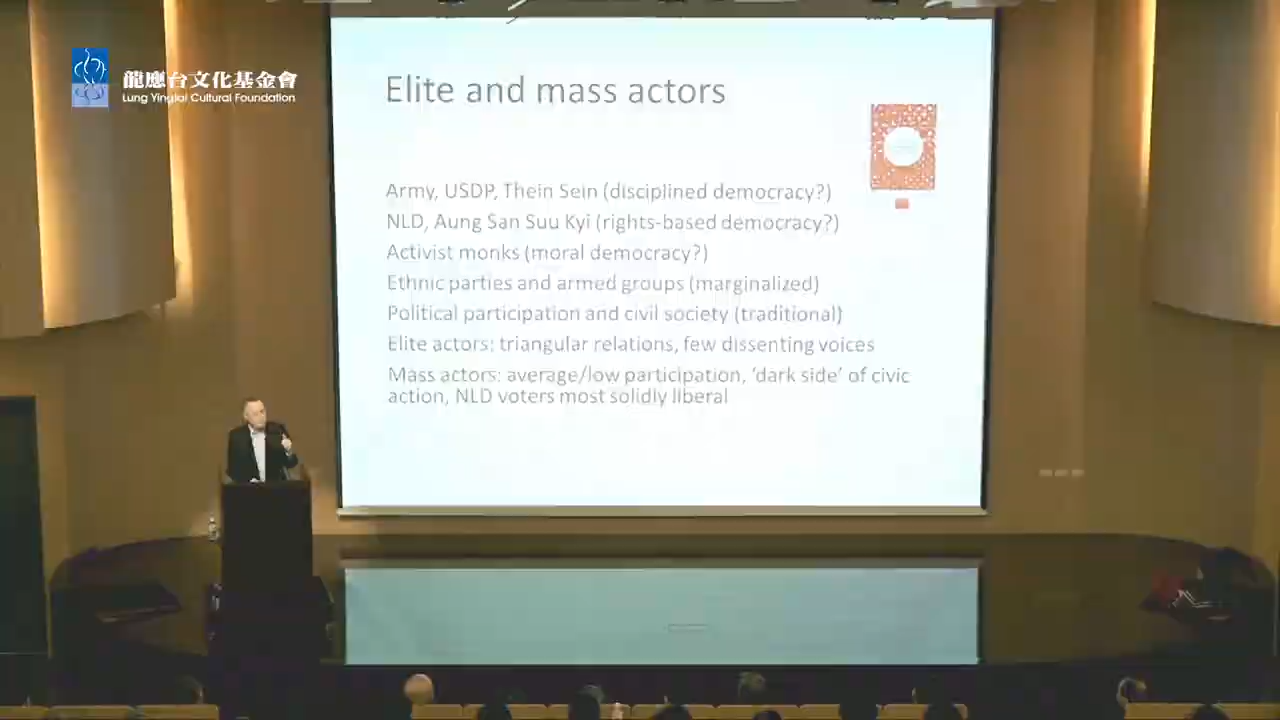 龍應台文化基金會
Lung Yingtai Cultural Foundation
Elite and mass actors
Army, USDP, Thein Sein (disciplined democracy?)
NLD, Aung San Suu Kyi (rights-based democracy?)
Activist monks (moral democracy?)
Ethnic parties and armed groups (marginalized)
Political participation and civil society (traditional)
Elite actors: triangular relations, few dissenting voices
Mass actors: average/low participation, ‘dark side’ of civic
action, NLD voters most solidly liberal